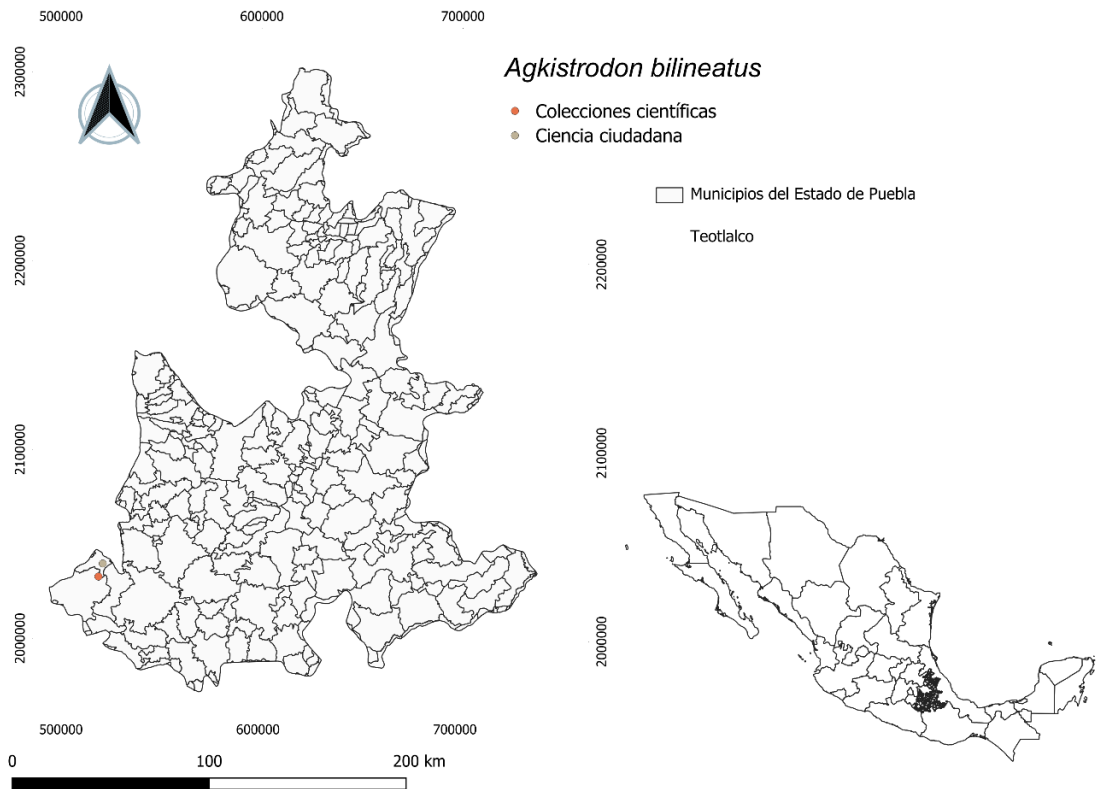 500000 600000 700000
2300000
2200000
2100000
2000000
Agkistrodon bilineatus
Colecciones científicas
Ciencia ciudadana
Municipios del Estado de Puebla
Teotlalco
2200000
2100000
2000000
500000 600000 700000
0 100 200 km